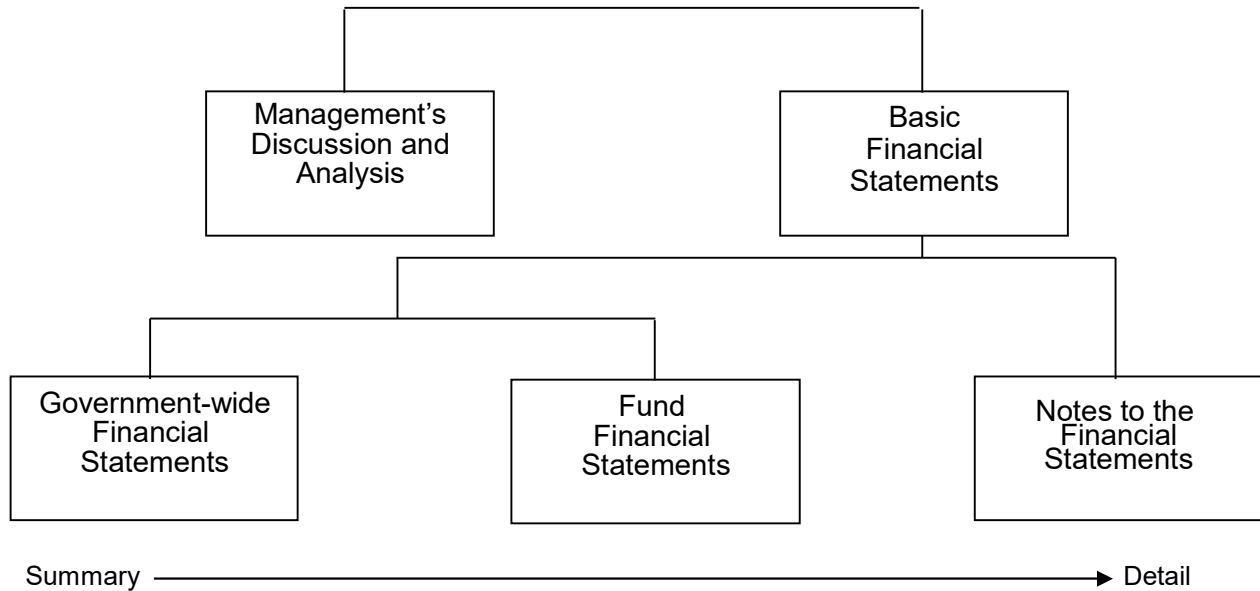 Management’s
Discussion and
Analysis
Basic
Financial
Statements
Government-wide
Financial
Statements
Fund
Financial
Statements
Notes to the
Financial
Statements
Summary
Detail